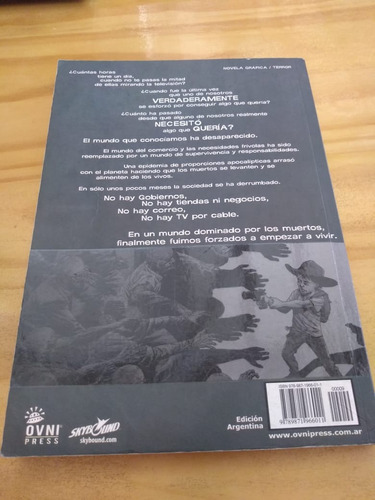 NOVELA GRÁFICA / TERROR
¿Cuántas horas
tiene un día,
cuando no te pasas la mitad
de ellas mirando la televisión?
¿Cuándo fue la última vez
que uno de nosotros
VERDADERAMENTE
se esforzó por conseguir algo que quería?
¿Cuánto ha pasado
desde que alguno de nosotros realmente
NECESITÓ
algo que QUERÍA?
El mundo que conocíamos ha desaparecido.
El mundo del comercio y las necesidades frívolas ha sido
reemplazado por un mundo de supervivencia y responsabilidades.
Una epidemia de proporciones apocalípticas arrasó
con el planeta haciendo que los muertos se levanten y se
alimenten de los vivos.
En sólo unos pocos meses la sociedad se ha derrumbado.
No hay Gobiernos,
No hay tiendas ni negocios,
No hay correo,
No hay TV por cable.
En un mundo dominado por los muertos,
finalmente fuimos forzados a empezar a vivir.
OVNI
PRESS
SKYBOUND
skybound.com
Edición
Argentina
00009
www.ovnipress.com.ar